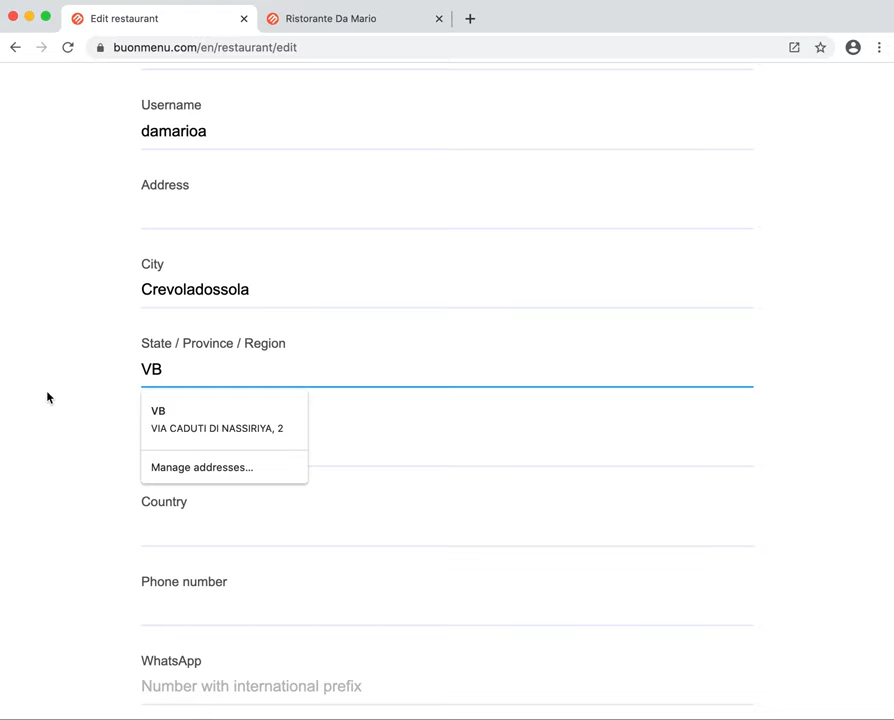 Edit restaurant
Ristorante Da Mario
buonmenu.com/en/restaurant/edit
Username
damarioa
Address
City
Crevoladossola
State / Province / Region
VB
VB
VIA CADUTI DI NASSIRIYA, 2
Manage addresses...
Country
Phone number
WhatsApp
Number with international prefix